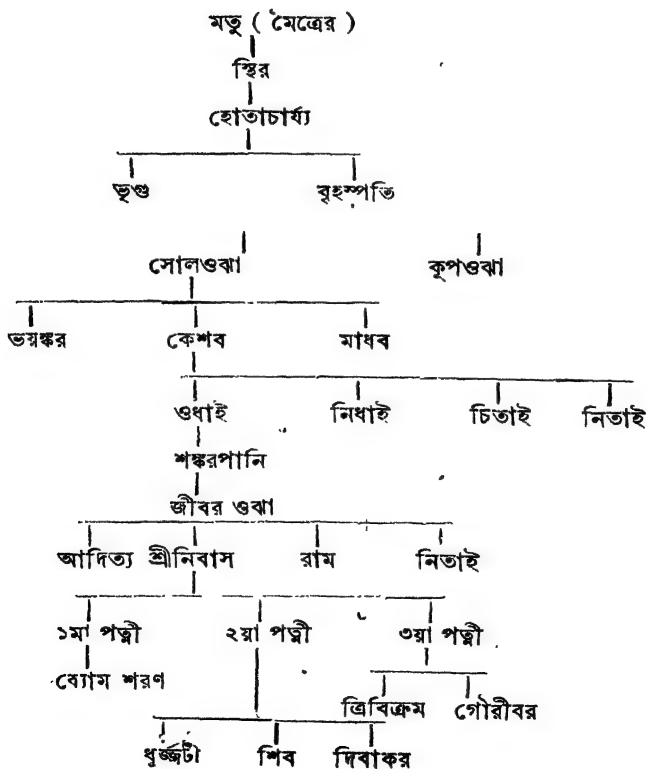 মতু ( মৈত্রের )
স্থির
হোতাচার্য্য
ভৃগু বৃহস্পতি
সোলওঝা কূপওঝা
ভয়ঙ্কর কেশব মাধব
ওধাই নিধাই চিতাই নিতাই
শঙ্করপানি
জীবর ওঝা
আদিত্য শ্রীনিবাস রাম নিতাই
১মা পত্নী ২য়া পত্নী ৩য়া পত্নী
ব্যোম শরণ
ত্রিবিক্রম গৌরীবর
ধূর্জ্জটী শিব দিবাকর